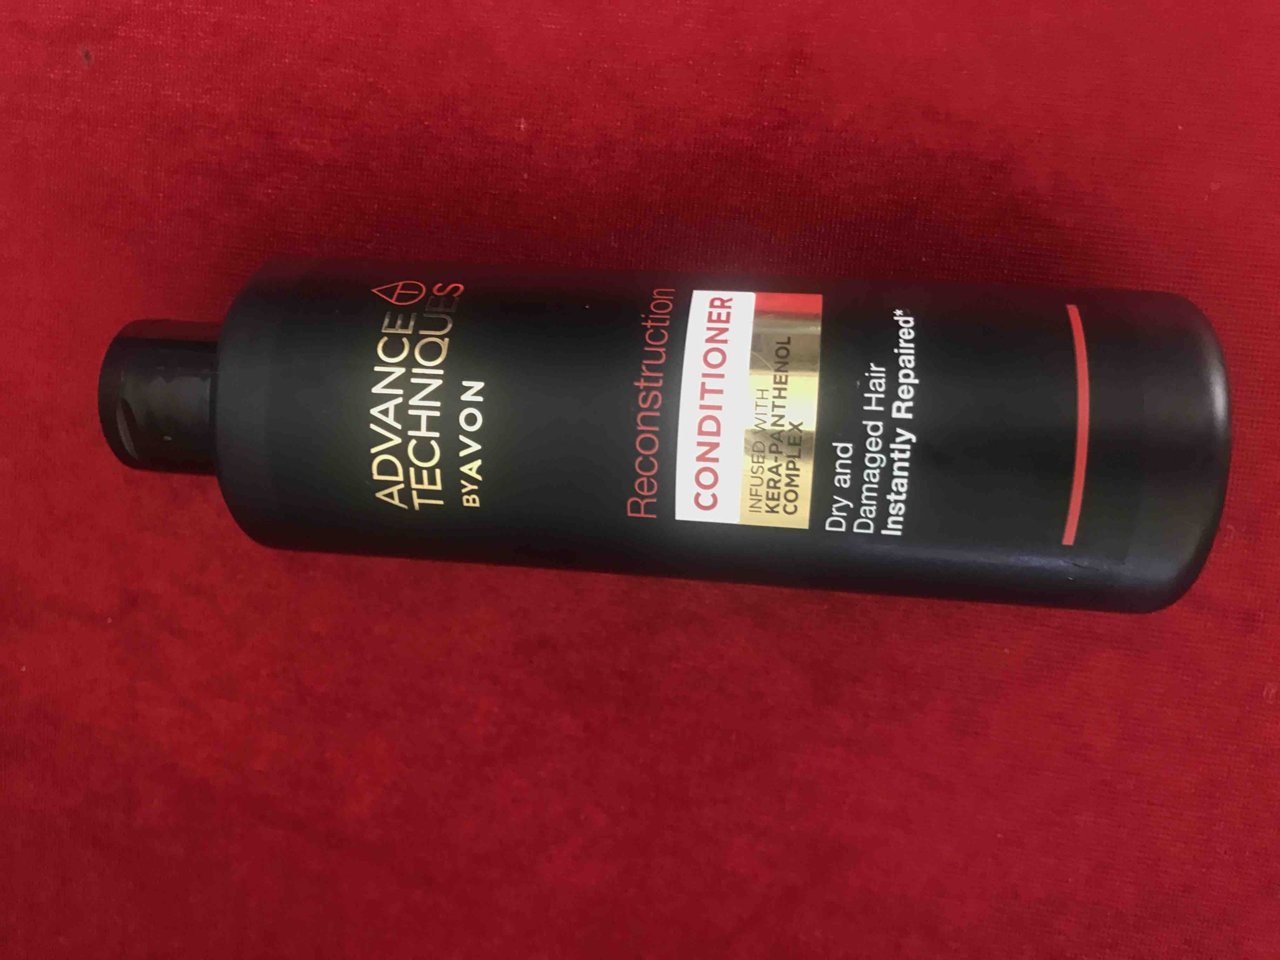 ADVANCE
TECHNIQUES
BY AVON
Reconstruction
CONDITIONER
INFUSED WITH
KERA-PANTHENOL
COMPLEX
Dry and
Damaged Hair
Instantly Repaired*